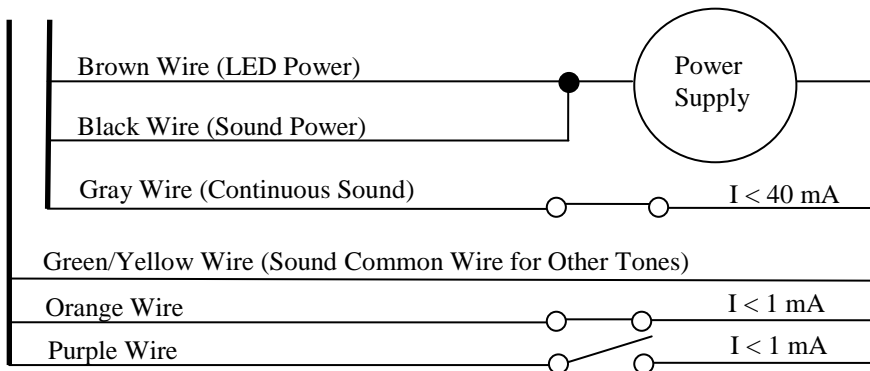 Brown Wire (LED Power)
Power
Supply
Black Wire (Sound Power)
Gray Wire (Continuous Sound)
I < 40 mA
Green/Yellow Wire (Sound Common Wire for Other Tones)
Orange Wire
I < 1 mA
Purple Wire
I < 1 mA